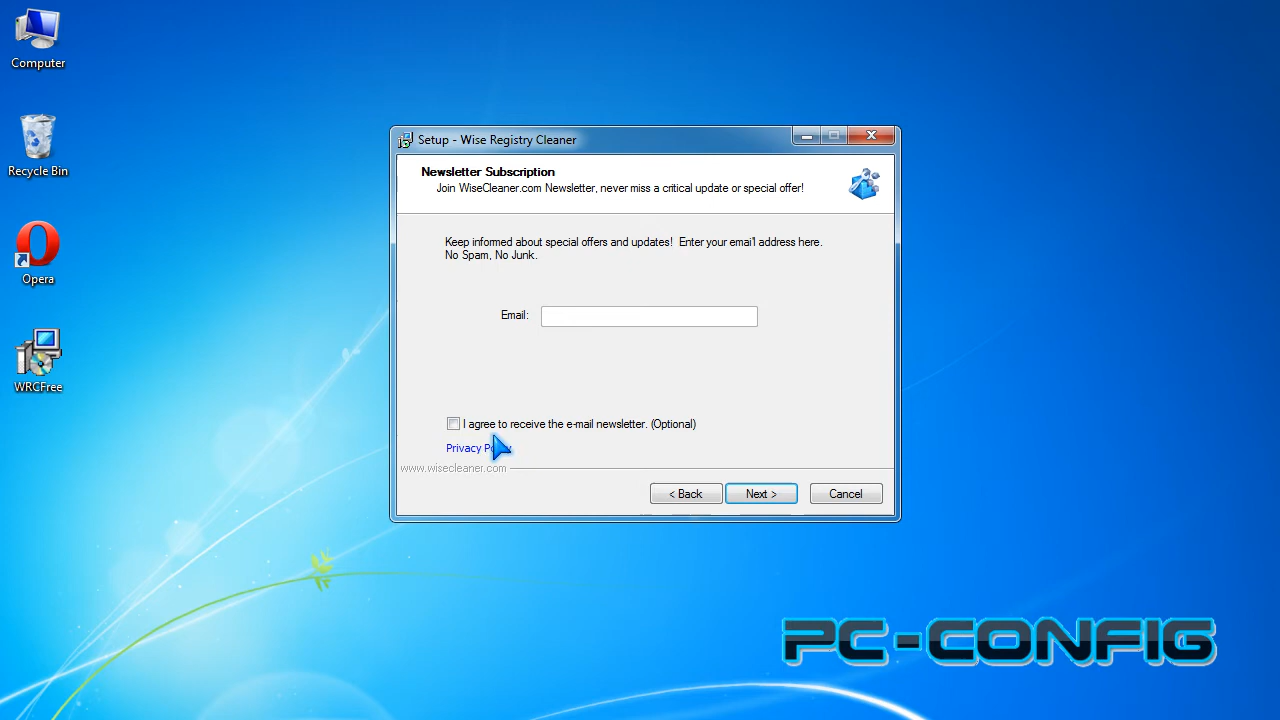 Computer
Recycle Bin
Opera
WRCFree
Setup - Wise Registry Cleaner
Newsletter Subscription
Join WiseCleaner.com Newsletter, never miss a critical update or special offer!
Keep informed about special offers and updates!  Enter your email address here.
No Spam, No Junk.
Email:
I agree to receive the e-mail newsletter. (Optional)
Privacy
www.wisecleaner.com
< Back
Next >
Cancel
PC-CONFIG